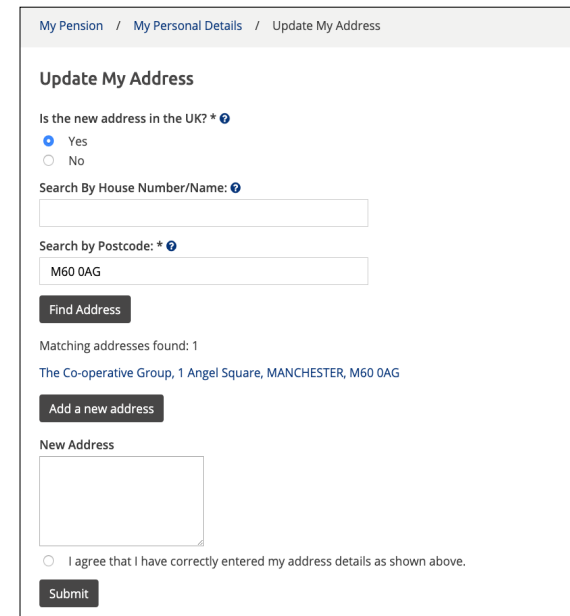 My Pension / My Personal Details / Update My Address
Update My Address
Is the new address in the UK? *
Yes
No
Search By House Number/Name:
Search by Postcode: *
M60 0AG
Find Address
Matching addresses found: 1
The Co-operative Group, 1 Angel Square, MANCHESTER, M60 0AG
Add a new address
New Address
I agree that I have correctly entered my address details as shown above.
Submit